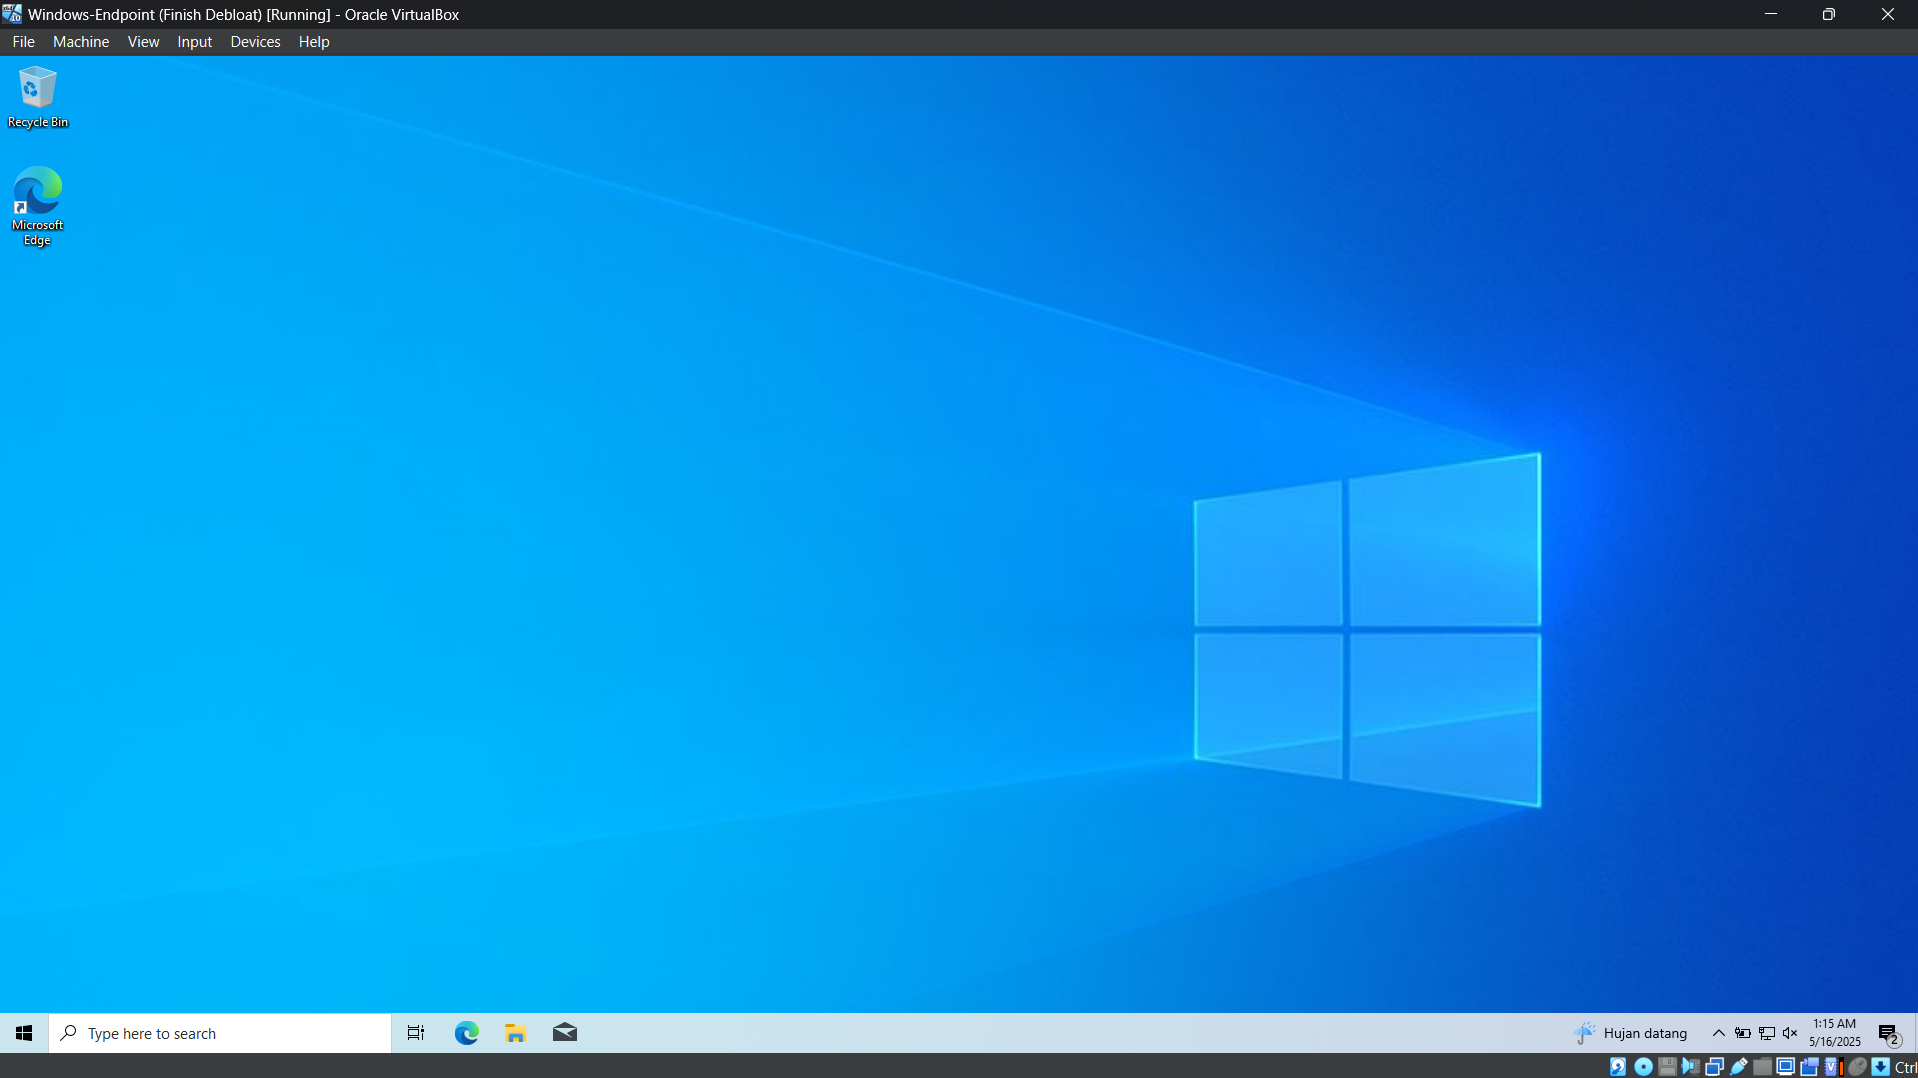 Windows-Endpoint (Finish Debloat) [Running] - Oracle VirtualBox
File Machine View Input Devices Help
Recycle Bin
Microsoft
Edge
Type here to search
Hujan datang
1:15 AM
5/16/2025
2
Ctrl